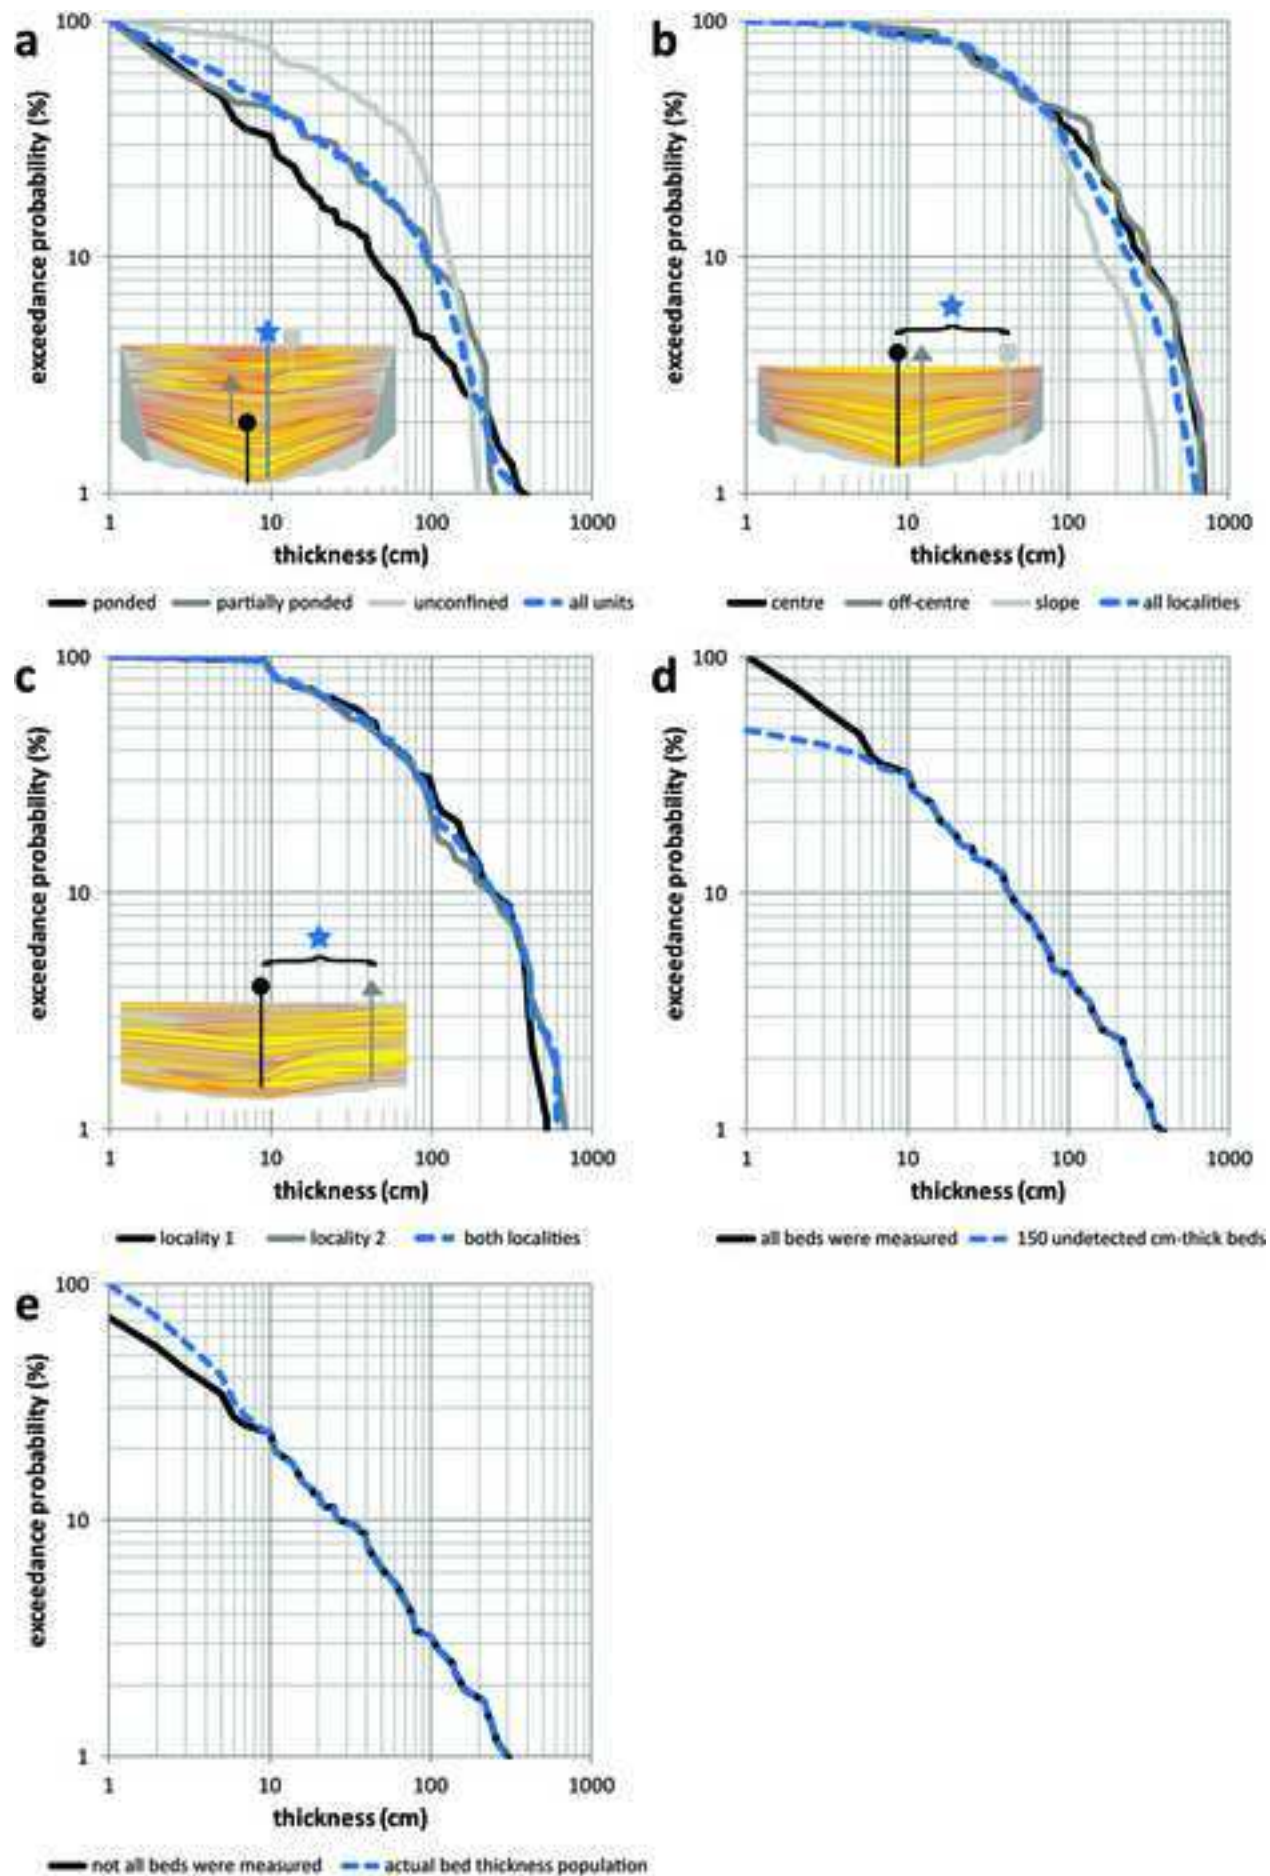 a
exceedance probability (%)
100
10
1
1 10 100 1000
thickness (cm)
ponded partially ponded unconfined all units
b
exceedance probability (%)
100
10
1
1 10 100 1000
thickness (cm)
centre off-centre slope all localities
c
exceedance probability (%)
100
10
1
1 10 100 1000
thickness (cm)
locality 1 locality 2 both localities
d
exceedance probability (%)
100
10
1
1 10 100 1000
thickness (cm)
all beds were measured 150 undetected cm-thick beds
e
exceedance probability (%)
100
10
1
1 10 100 1000
thickness (cm)
not all beds were measured actual bed thickness population